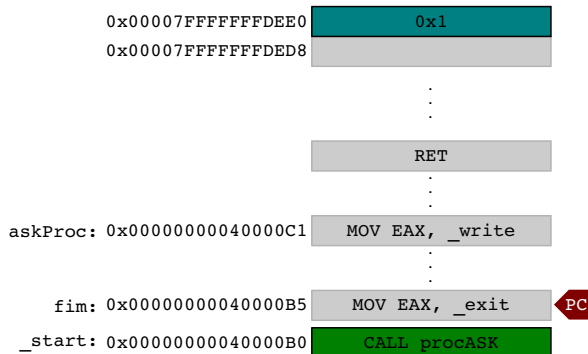 0x00007FFFFFFFDEE0 0x1
0x00007FFFFFFFDED8
RET
askProc: 0x00000000040000C1 MOV EAX, _write
fim: 0x00000000040000B5 MOV EAX, _exit PC
_start: 0x00000000040000B0 CALL procASK